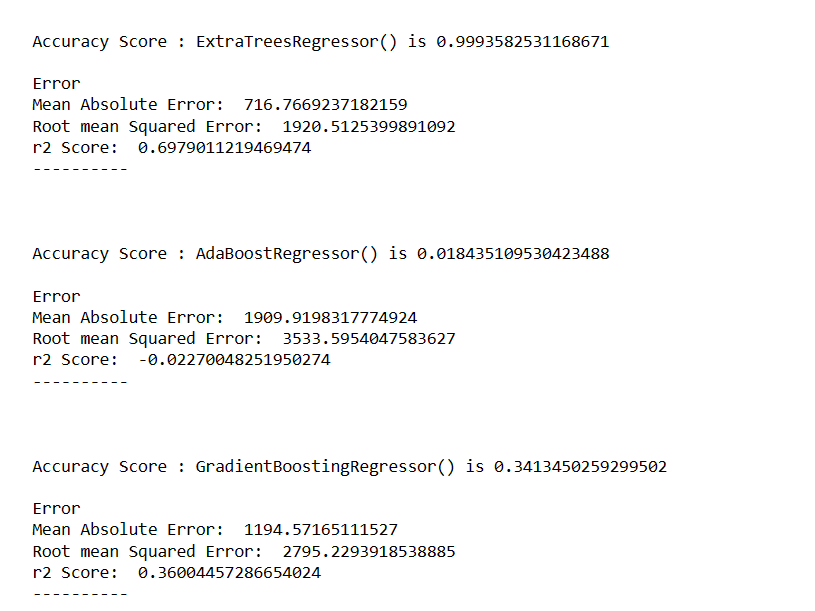 Accuracy Score : ExtraTreesRegressor() is 0.9993582531168671
Error
Mean Absolute Error:  716.7669237182159
Root mean Squared Error:  1920.5125399891092
r2 Score:  0.6979011219469474
----------
Accuracy Score : AdaBoostRegressor() is 0.018435109530423488
Error
Mean Absolute Error:  1909.9198317774924
Root mean Squared Error:  3533.5954047583627
r2 Score:  -0.02270048251950274
----------
Accuracy Score : GradientBoostingRegressor() is 0.3413450259299502
Error
Mean Absolute Error:  1194.57165111527
Root mean Squared Error:  2795.2293918538885
r2 Score:  0.36004457286654024
----------